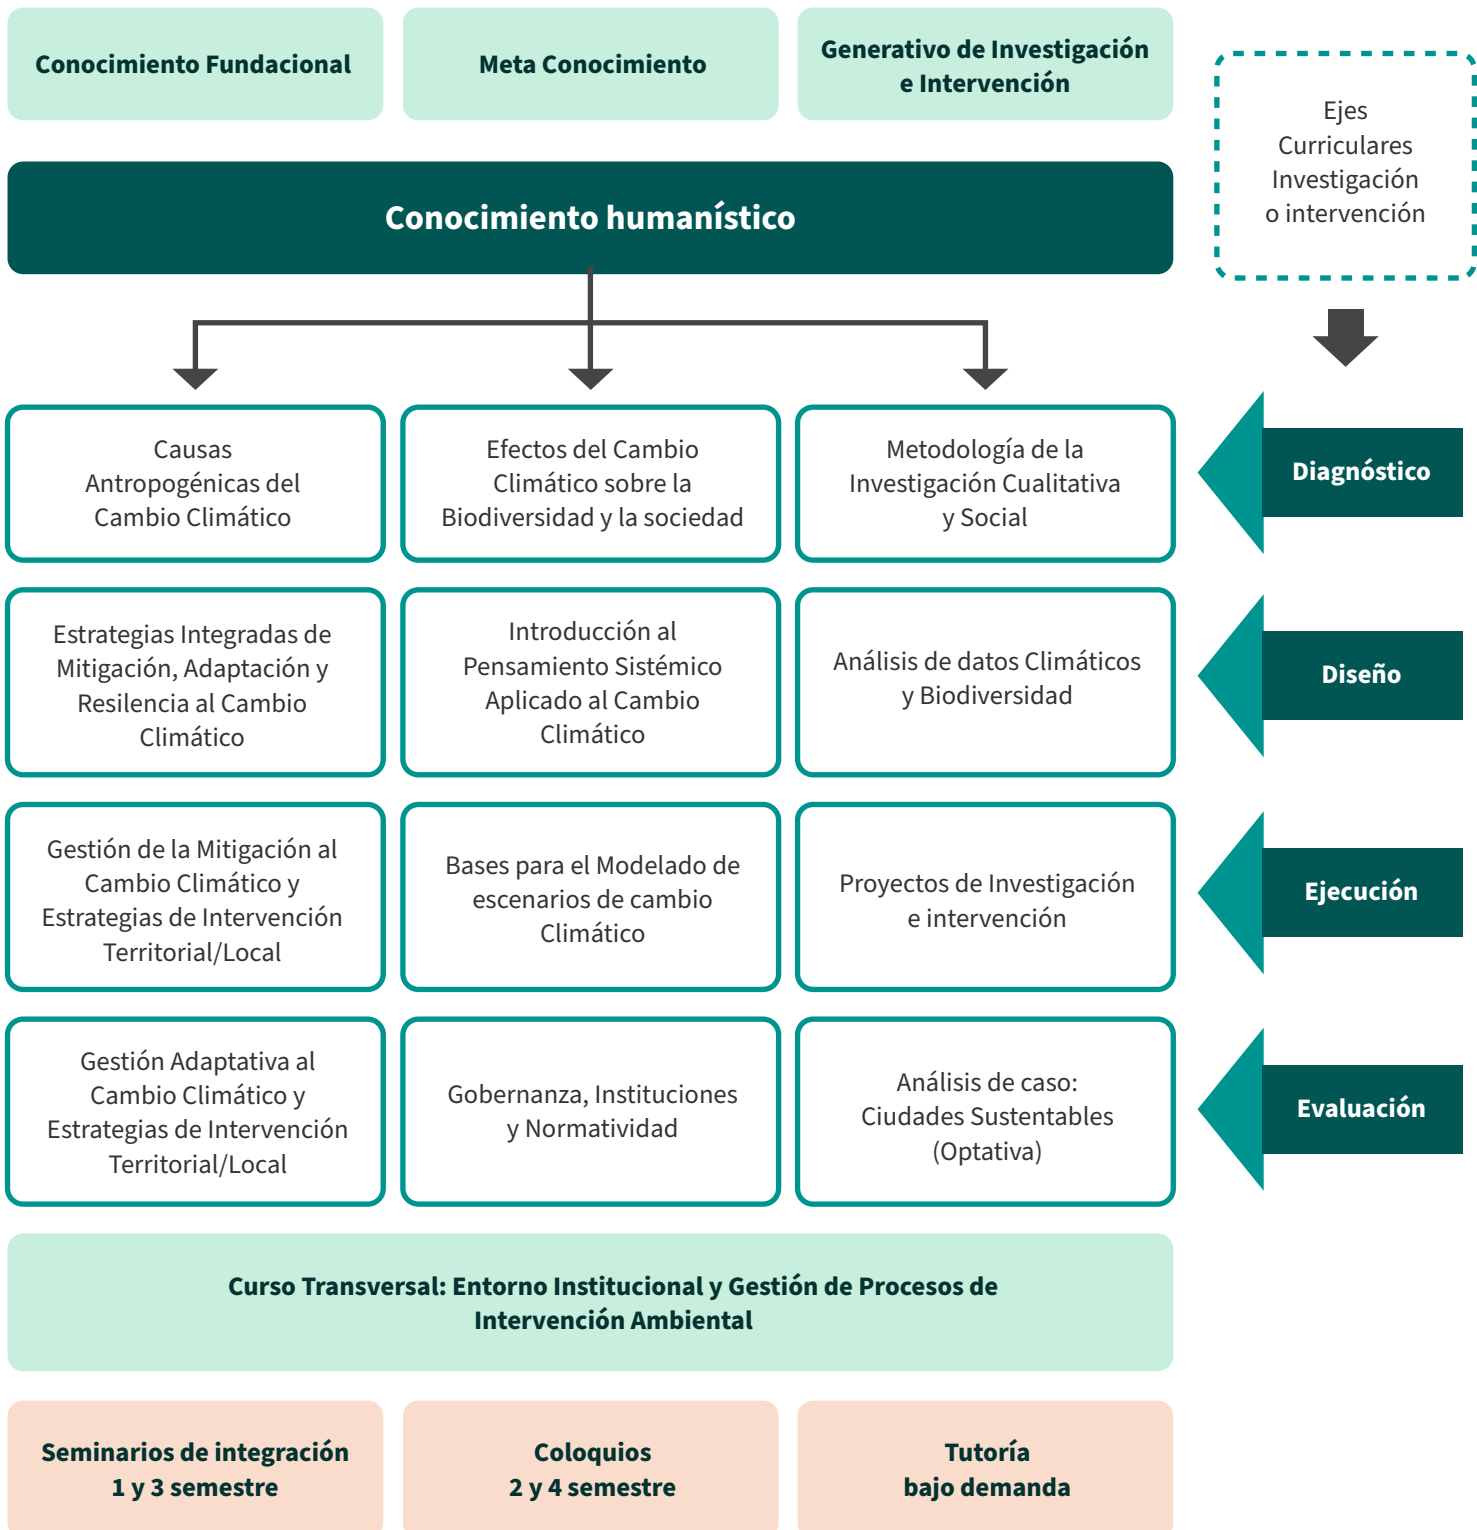 Conocimiento Fundacional
Meta Conocimiento
Generativo de Investigación
e Intervención
Ejes
Curriculares
Investigación
o intervención
Conocimiento humanístico
Causas
Antropogénicas del
Cambio Climático
Efectos del Cambio
Climático sobre la
Biodiversidad y la sociedad
Metodología de la
Investigación Cualitativa
y Social
Diagnóstico
Estrategias Integradas de
Mitigación, Adaptación y
Resilencia al Cambio
Climático
Introducción al
Pensamiento Sistémico
Aplicado al Cambio
Climático
Análisis de datos Climáticos
y Biodiversidad
Diseño
Gestión de la Mitigación al
Cambio Climático y
Estrategias de Intervención
Territorial/Local
Bases para el Modelado de
escenarios de cambio
Climático
Proyectos de Investigación
e intervención
Ejecución
Gestión Adaptativa al
Cambio Climático y
Estrategias de Intervención
Territorial/Local
Gobernanza, Instituciones
y Normatividad
Análisis de caso:
Ciudades Sustentables
(Optativa)
Evaluación
Curso Transversal: Entorno Institucional y Gestión de Procesos de
Intervención Ambiental
Seminarios de integración
1 y 3 semestre
Coloquios
2 y 4 semestre
Tutoría
bajo demanda